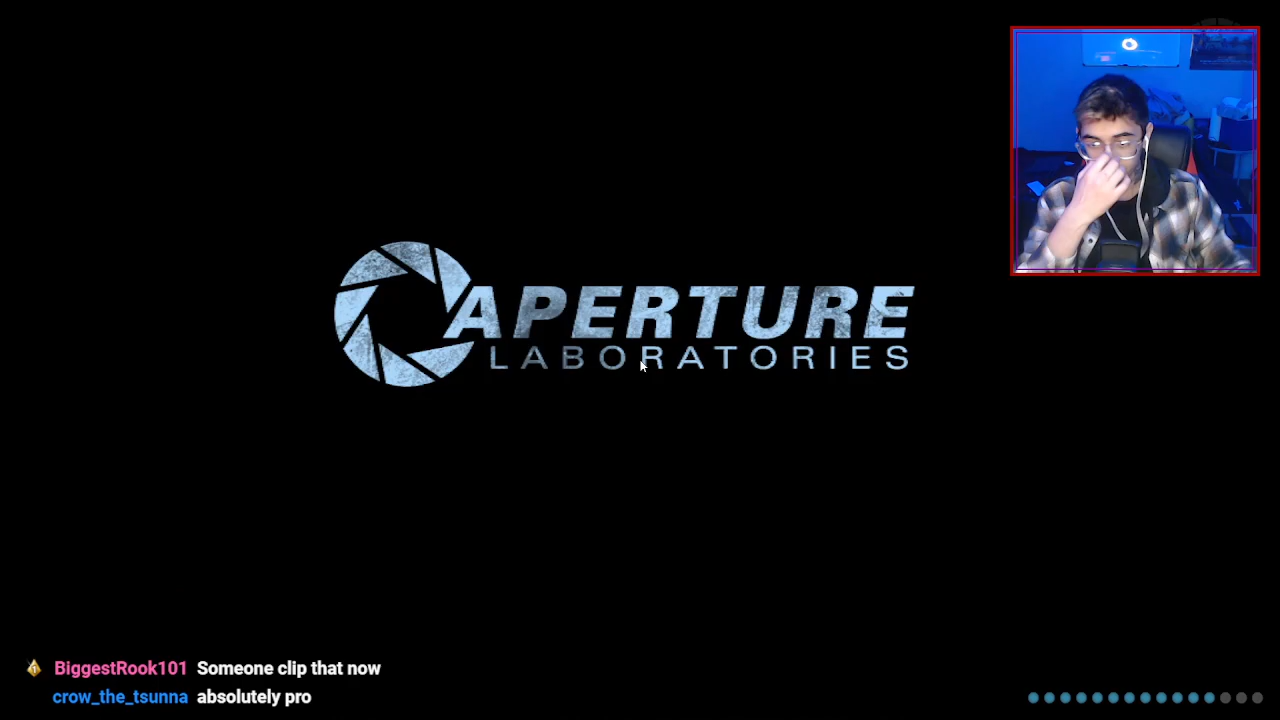 APERTURE
LABORATORIES
BiggestRook101 Someone clip that now
crow_the_tsunna absolutely pro